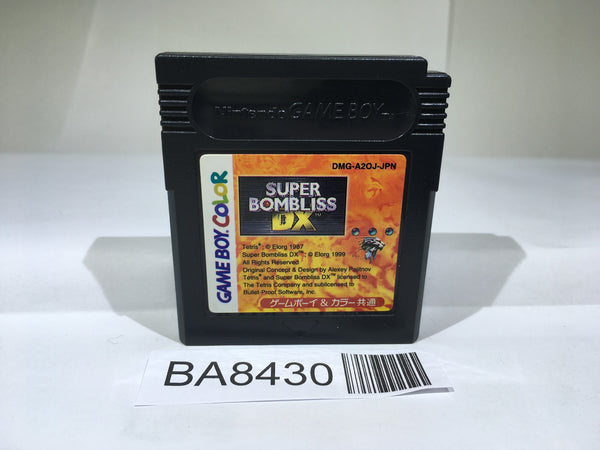 Nintendo GAME BOY TM
DMG-A2OJ-JPN
GAME BOY COLOR
SUPER
BOMBLISS
DX™
Tetris®; © Elorg 1987
Super Bombliss DX™; © Elorg 1999
All Rights Reserved
Original Concept & Design by Alexey Pajitnov
Tetris® and Super Bombliss DX™ licensed to
The Tetris Company and sublicensed to
Bullet-Proof Software, Inc.
ゲームボーイ & カラー共通
BA8430